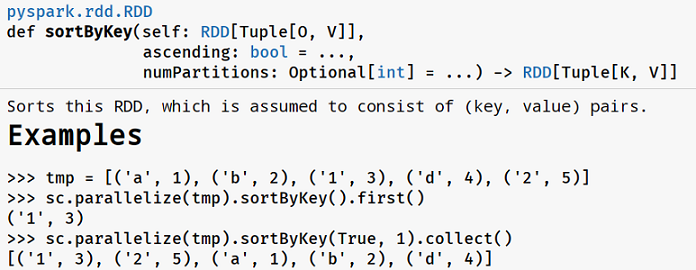 pyspark.rdd.RDD
def sortByKey(self: RDD[Tuple[O, V]],
              ascending: bool = ...,
              numPartitions: Optional[int] = ...) -> RDD[Tuple[K, V]]
Sorts this RDD, which is assumed to consist of (key, value) pairs.
Examples
>>> tmp = [('a', 1), ('b', 2), ('1', 3), ('d', 4), ('2', 5)]
>>> sc.parallelize(tmp).sortByKey().first()
('1', 3)
>>> sc.parallelize(tmp).sortByKey(True, 1).collect()
[('1', 3), ('2', 5), ('a', 1), ('b', 2), ('d', 4)]